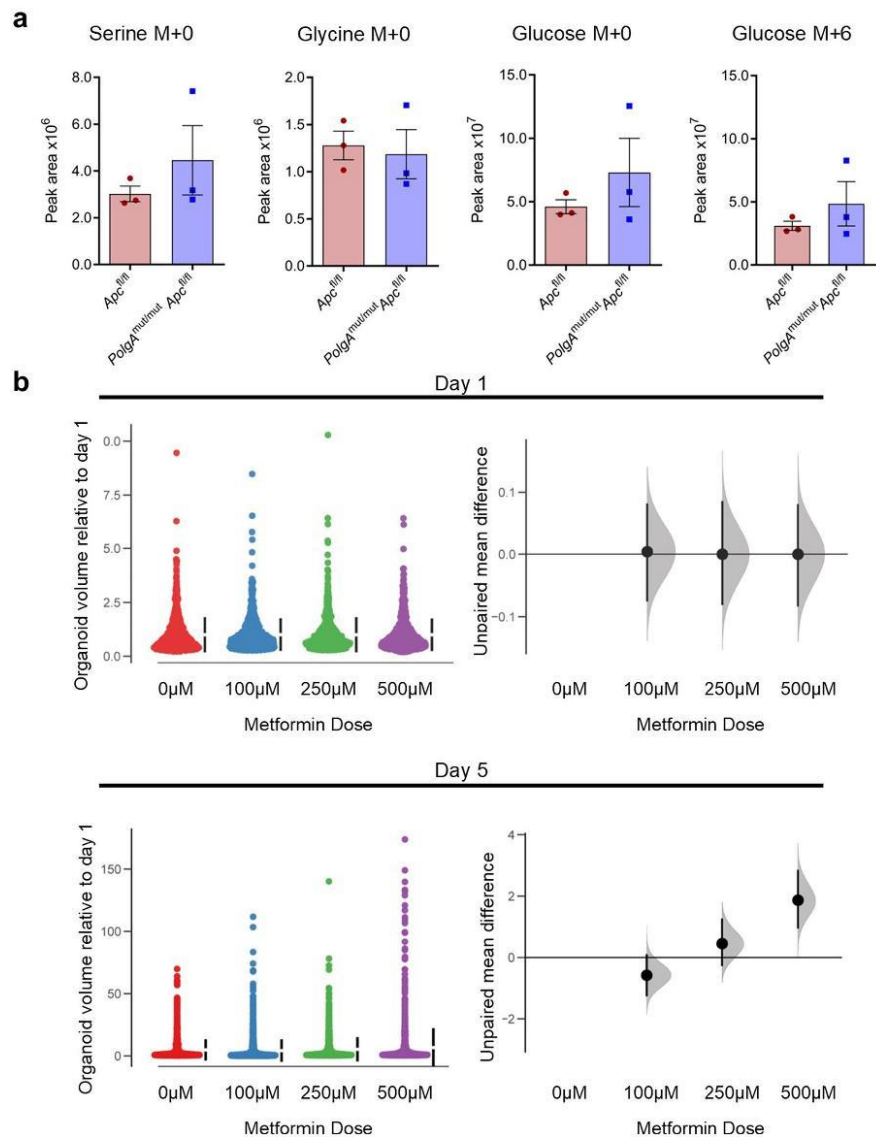 a
Serine M+0
Glycine M+0
Glucose M+0
Glucose M+6
Peak area x10⁶
8.0
6.0
4.0
2.0
0.0
Apc^fl/fl
PolgA^mut/mut Apc^fl/fl
Peak area x10⁶
2.0
1.5
1.0
0.5
0.0
Apc^fl/fl
PolgA^mut/mut Apc^fl/fl
Peak area x10⁷
15.0
10.0
5.0
0.0
Apc^fl/fl
PolgA^mut/mut Apc^fl/fl
Peak area x10⁷
15.0
10.0
5.0
0.0
Apc^fl/fl
PolgA^mut/mut Apc^fl/fl
b
Day 1
Organoid volume relative to day 1
0.0
7.5
5.0
2.5
0.0
0µM 100µM 250µM 500µM
Metformin Dose
Unpaired mean difference
0.1
0.0
−0.1
0µM 100µM 250µM 500µM
Metformin Dose
Day 5
Organoid volume relative to day 1
150
100
50
0
0µM 100µM 250µM 500µM
Metformin Dose
Unpaired mean difference
4
2
0
−2
0µM 100µM 250µM 500µM
Metformin Dose